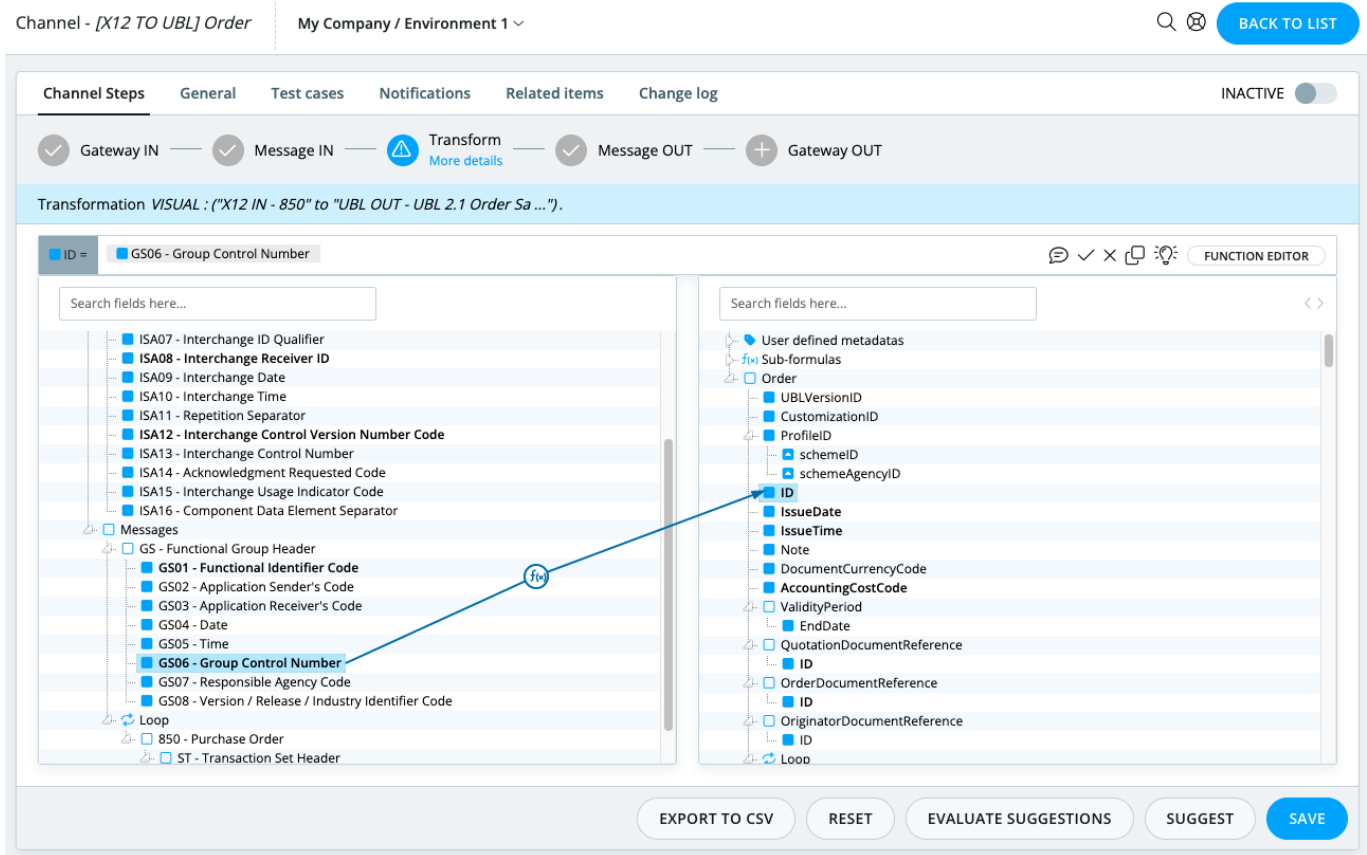 Channel - [X12 TO UBL] Order
My Company / Environment 1
BACK TO LIST
Channel Steps
General
Test cases
Notifications
Related items
Change log
INACTIVE
Gateway IN
Message IN
Transform
More details
Message OUT
Gateway OUT
Transformation VISUAL : ("X12 IN - 850" to "UBL OUT - UBL 2.1 Order Sa ...") .
ID =
GS06 - Group Control Number
FUNCTION EDITOR
Search fields here...
ISA07 - Interchange ID Qualifier
ISA08 - Interchange Receiver ID
ISA09 - Interchange Date
ISA10 - Interchange Time
ISA11 - Repetition Separator
ISA12 - Interchange Control Version Number Code
ISA13 - Interchange Control Number
ISA14 - Acknowledgment Requested Code
ISA15 - Interchange Usage Indicator Code
ISA16 - Component Data Element Separator
Messages
GS - Functional Group Header
GS01 - Functional Identifier Code
GS02 - Application Sender's Code
GS03 - Application Receiver's Code
GS04 - Date
GS05 - Time
GS06 - Group Control Number
GS07 - Responsible Agency Code
GS08 - Version / Release / Industry Identifier Code
Loop
850 - Purchase Order
ST - Transaction Set Header
f(x)
Search fields here...
User defined metadatas
f(x) Sub-formulas
Order
UBLVersionID
CustomizationID
ProfileID
schemeID
schemeAgencyID
ID
IssueDate
IssueTime
Note
DocumentCurrencyCode
AccountingCostCode
ValidityPeriod
EndDate
QuotationDocumentReference
ID
OrderDocumentReference
ID
OriginatorDocumentReference
ID
Loop
EXPORT TO CSV
RESET
EVALUATE SUGGESTIONS
SUGGEST
SAVE